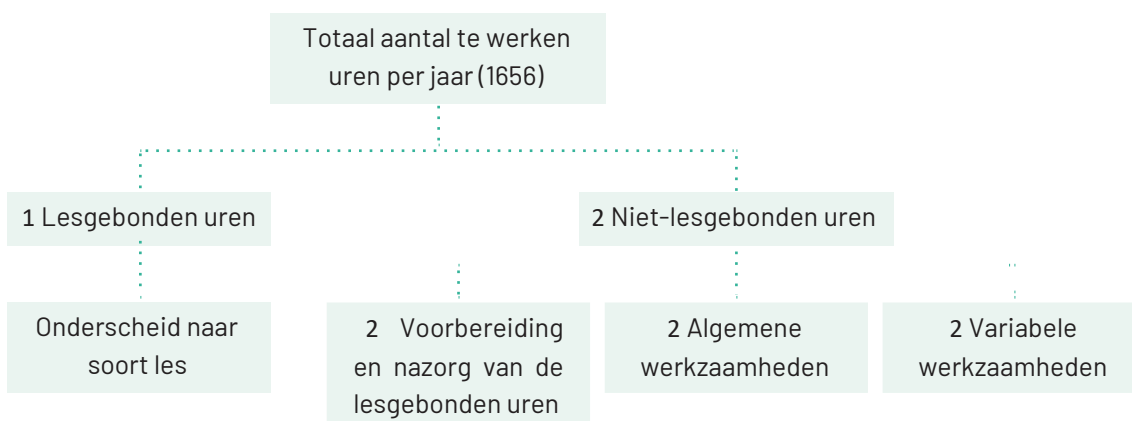 Totaal aantal te werken
uren per jaar (1656)
1 Lesgebonden uren
2 Niet-lesgebonden uren
Onderscheid naar
soort les
2 Voorbereiding
en nazorg van de
lesgebonden uren
2 Algemene
werkzaamheden
2 Variabele
werkzaamheden